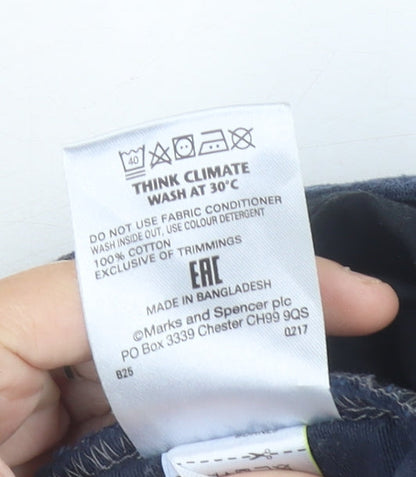 40
THINK CLIMATE
WASH AT 30°C
DO NOT USE FABRIC CONDITIONER
WASH INSIDE OUT, USE COLOUR DETERGENT
100% COTTON
EXCLUSIVE OF TRIMMINGS
EAC
MADE IN BANGLADESH
©Marks and Spencer plc
PO Box 3339 Chester CH99 9QS
B25
0217